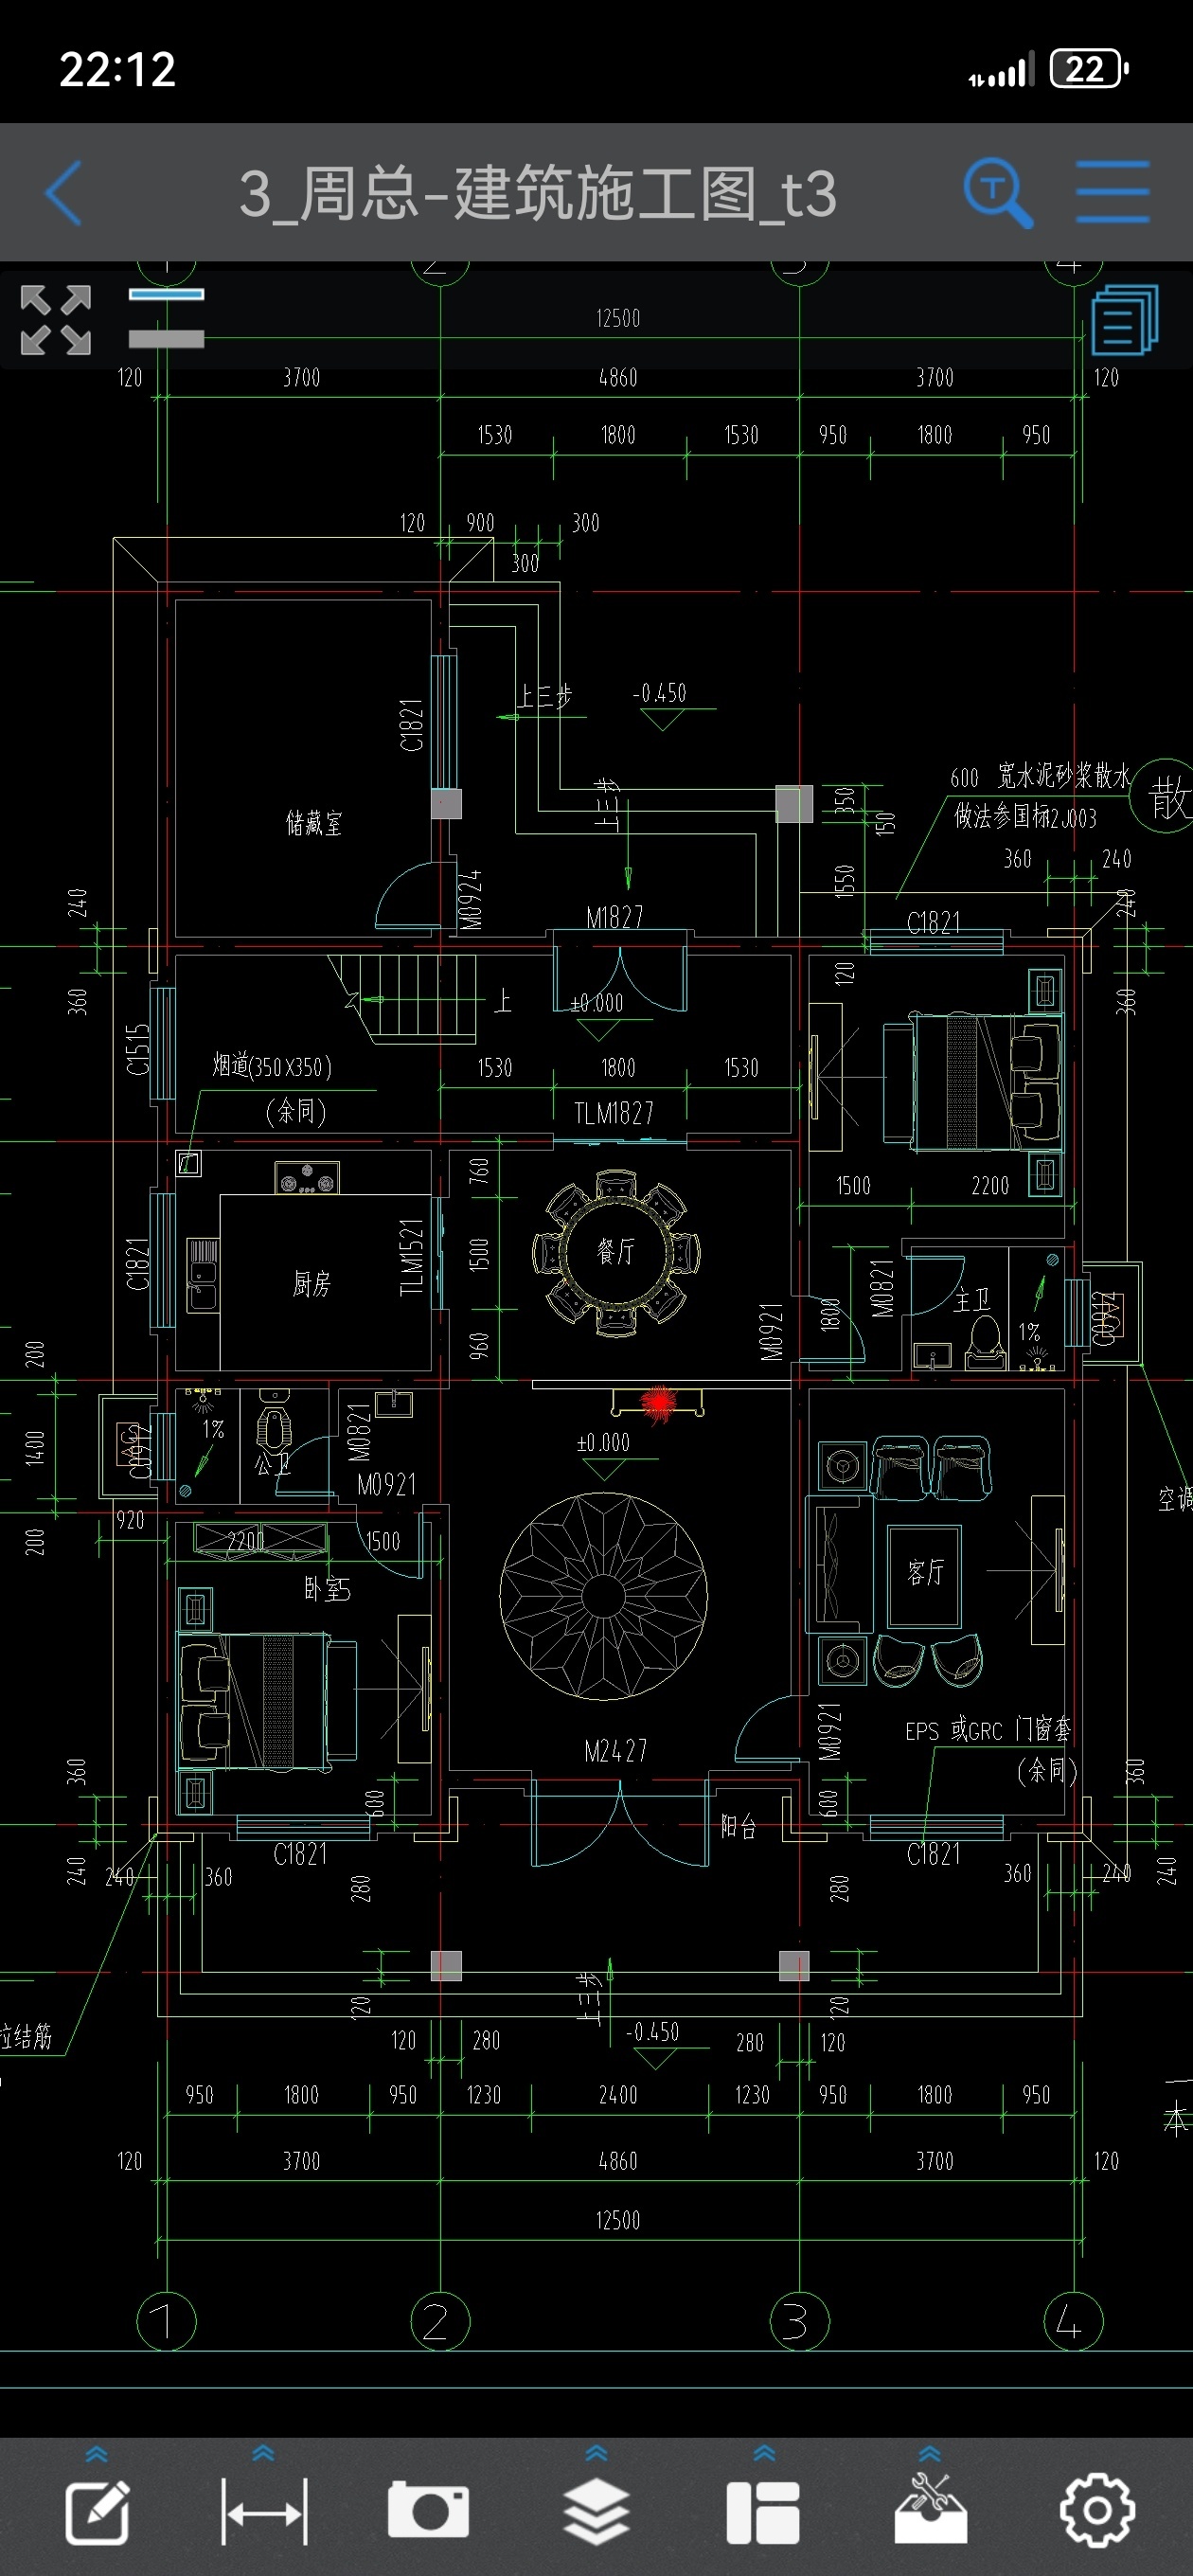 22:12
22
3_周总-建筑施工图_t3
12500
120 3700 4860 3700 120
1530 1800 1530 950 1800 950
120 900 300
300
上三步 -0.450
C1821
600 宽水泥砂浆散水
散
做法参国标2J003
储藏室
上三步
350
150
1550
360 240
240
M0924
M1827
C1821
240
360
120
360
上
±0.000
C1515
烟道(350X350)
(余同)
1530 1800 1530
TLM1827
760
1500 2200
C1821
厨房
TLM1521
1500
餐厅
M0921
1800
M0821
主卫
1%
960
200
1400
200
C0912
1%
公卫
M0821
M0921
±0.000
920
2200 1500
空调
卧室5
客厅
M2427
M0921
EPS 或GRC 门窗套
(余同)
360
600
600
360
阳台
C1821
C1821
240
240 360
280
280
360 240
240
120
上三步
120
拉结筋
-0.450
120 280
280 120
950 1800 950 1230 2400 1230 950 1800 950
本
120 3700 4860 3700 120
12500
1 2 3 4